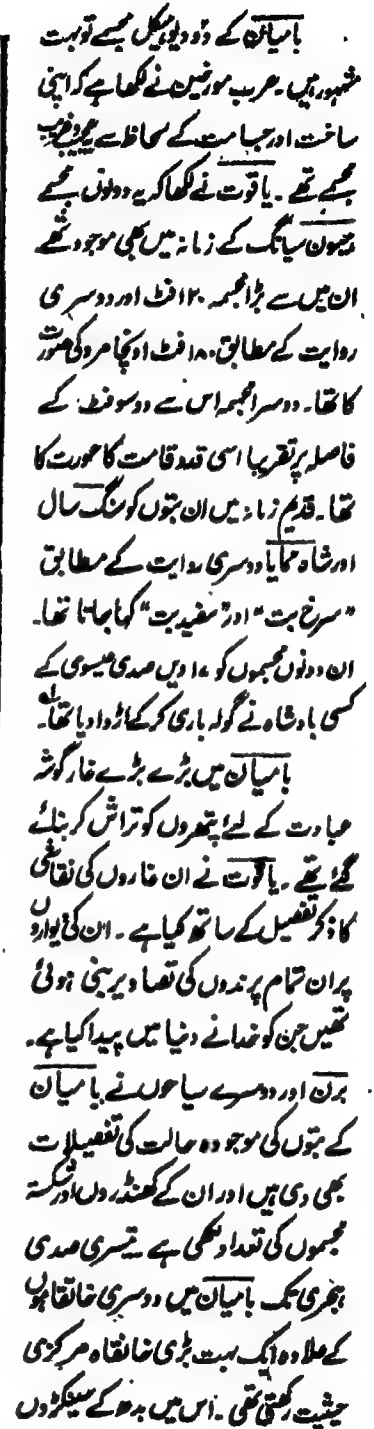 بامیان کے دو دیوہیکل مجسمے تو بہت
مشہور ہیں۔ عرب مورخین نے لکھا ہے کہ اپنی
ساخت اور جسامت کے لحاظ سے عجیب و غریب
مجسمے تھے۔ یاقوت نے لکھا کہ یہ دونوں مجسمے
ہیون سیانگ کے زمانہ میں بھی موجود تھے
ان میں سے بڑا مجسمہ ۱۲۰ فٹ اور دوسری
روایت کے مطابق ۱۸۰ فٹ اونچا مرد کی صورت
کا تھا۔ دوسرا مجسمہ اس سے دو سو فٹ کے
فاصلہ پر تقریبا اسی قد و قامت کا عورت کا
تھا۔ قدیم زمانہ میں ان بتوں کو سنگ سال
اور شاہ ممایا دوسری روایت کے مطابق
"سرخ بت" اور "سفید بت" کہا جاتا تھا۔
ان دونوں مجسموں کو ۱۷ ویں صدی عیسوی کے
کسی بادشاہ نے گولہ باری کر کے اڑوا دیا تھا۔
بامیان میں بڑے بڑے غار گوشہ
عبادت کے لئے پتھروں کو تراش کر بنائے
گئے تھے۔ یاقوت نے ان غاروں کی نقاشی
کا ذکر تفصیل کے ساتھ کیا ہے۔ ان کی دیواروں
پر ان تمام پرندوں کی تصاویر بنی ہوئی
تھیں جن کو خدا نے دنیا میں پیدا کیا ہے۔
برن اور دوسرے سیاحوں نے بامیان
کے بتوں کی موجودہ حالت کی تفصیلات
بھی دی ہیں اور ان کے کھنڈروں اور شکستہ
مجسموں کی تعداد لکھی ہے۔ تیسری صدی
ہجری تک بامیان میں دوسری خانقاہوں
کے علاوہ ایک بہت بڑی خانقاہ مرکزی
حیثیت رکھتی تھی۔ اس میں بدھ کے سینکڑوں